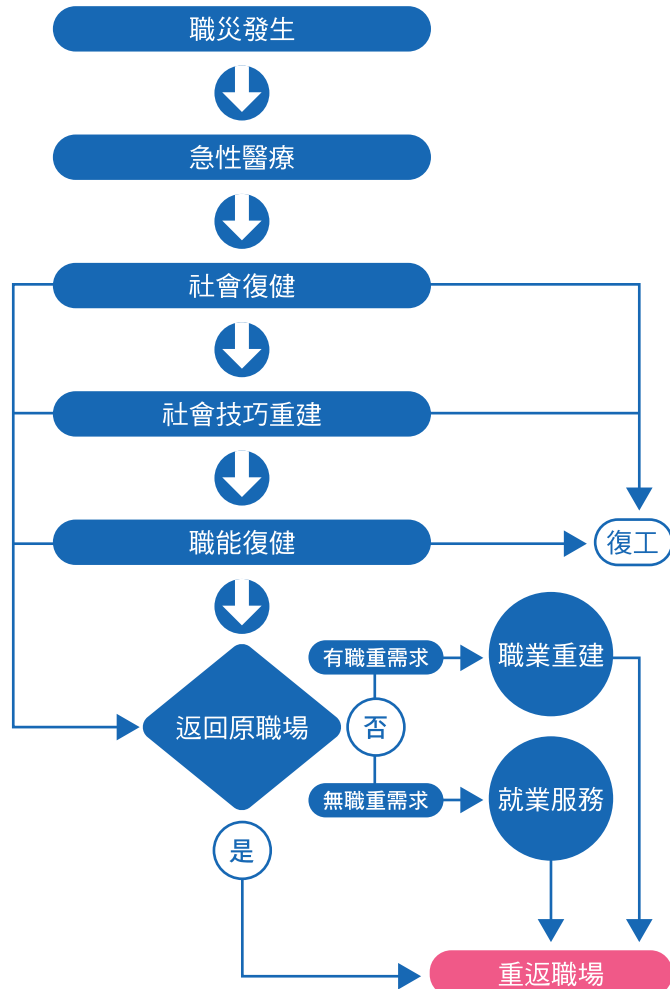 職災發生
急性醫療
社會復健
社會技巧重建
職能復健
復工
有職重需求
職業重建
返回原職場
否
無職重需求
就業服務
是
重返職場